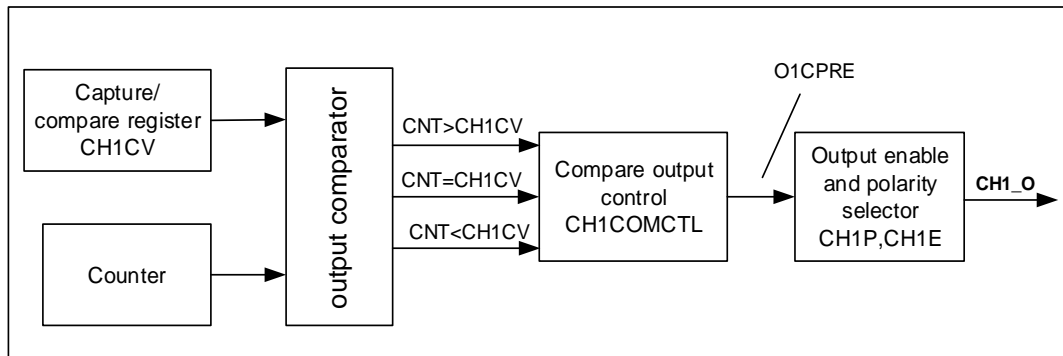 Capture/
compare register
CH1CV
Counter
output comparator
CNT>CH1CV
CNT=CH1CV
CNT<CH1CV
Compare output
control
CH1COMCTL
O1CPRE
Output enable
and polarity
selector
CH1P,CH1E
CH1_O